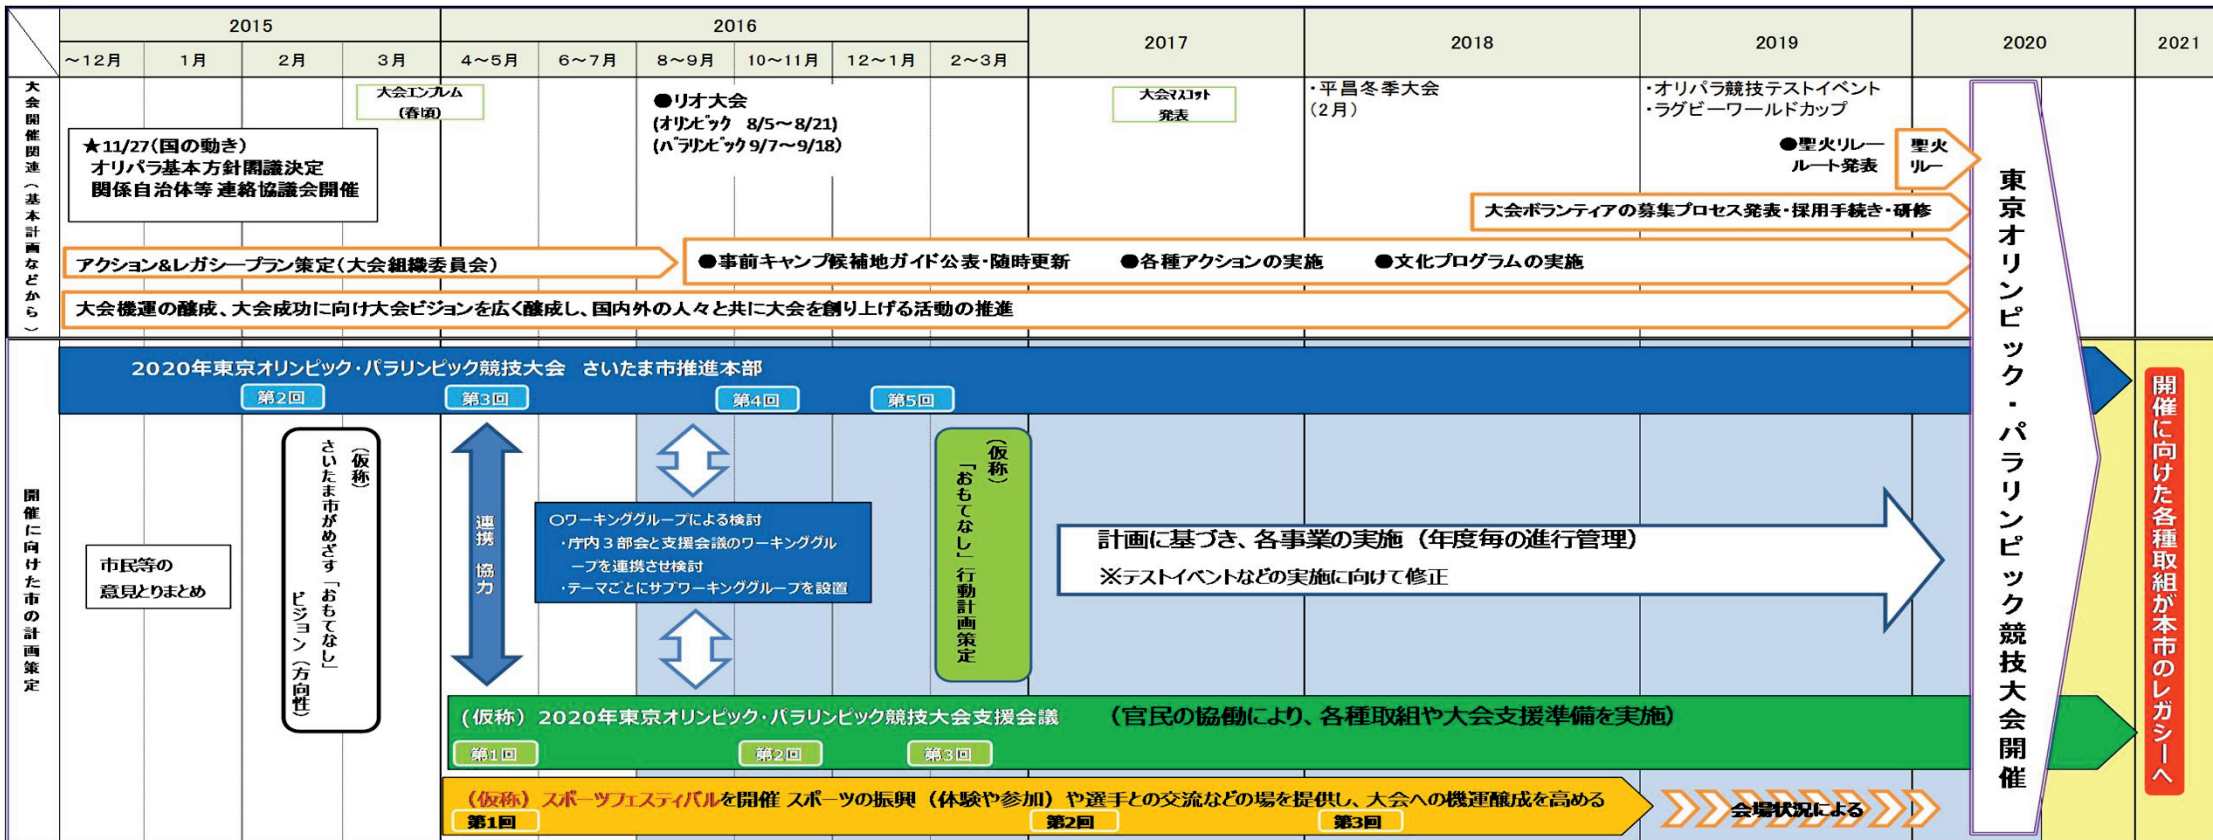 2015
2016
2017
2018
2019
2020
2021
～12月
1月
2月
3月
4～5月
6～7月
8～9月
10～11月
12～1月
2～3月
大会開催関連（基本計画などから）
大会エンブレム
（春頃）
★11/27(国の動き)
オリパラ基本方針閣議決定
関係自治体等 連絡協議会開催
●リオ大会
(オリンピック 8/5～8/21)
(パラリンピック 9/7～9/18)
大会マスコット
発表
・平昌冬季大会
（2月）
・オリパラ競技テストイベント
・ラグビーワールドカップ
●聖火リレー
ルート発表
聖火
リレー
大会ボランティアの募集プロセス発表・採用手続き・研修
アクション&レガシープラン策定（大会組織委員会）
●事前キャンプ候補地ガイド公表・随時更新
●各種アクションの実施
●文化プログラムの実施
大会機運の醸成、大会成功に向け大会ビジョンを広く醸成し、国内外の人々と共に大会を創り上げる活動の推進
東京オリンピック・パラリンピック競技大会開催
開催に向けた市の計画策定
2020年東京オリンピック・パラリンピック競技大会 さいたま市推進本部
第2回
第3回
第4回
第5回
市民等の
意見とりまとめ
（仮称）
さいたま市がめざす「おもてなし」
ビジョン（方向性）
連携 協力
〇ワーキンググループによる検討
・庁内３部会と支援会議のワーキンググル
ープを連携させ検討
・テーマごとにサブワーキンググループを設置
（仮称）
「おもてなし」行動計画策定
計画に基づき、各事業の実施（年度毎の進行管理）
※テストイベントなどの実施に向けて修正
（仮称）2020年東京オリンピック・パラリンピック競技大会支援会議 （官民の協働により、各種取組や大会支援準備を実施）
第1回
第2回
第3回
（仮称）スポーツフェスティバルを開催 スポーツの振興（体験や参加）や選手との交流などの場を提供し、大会への機運醸成を高める
第1回
第2回
第3回
会場状況による
開催に向けた各種取組が本市のレガシーへ